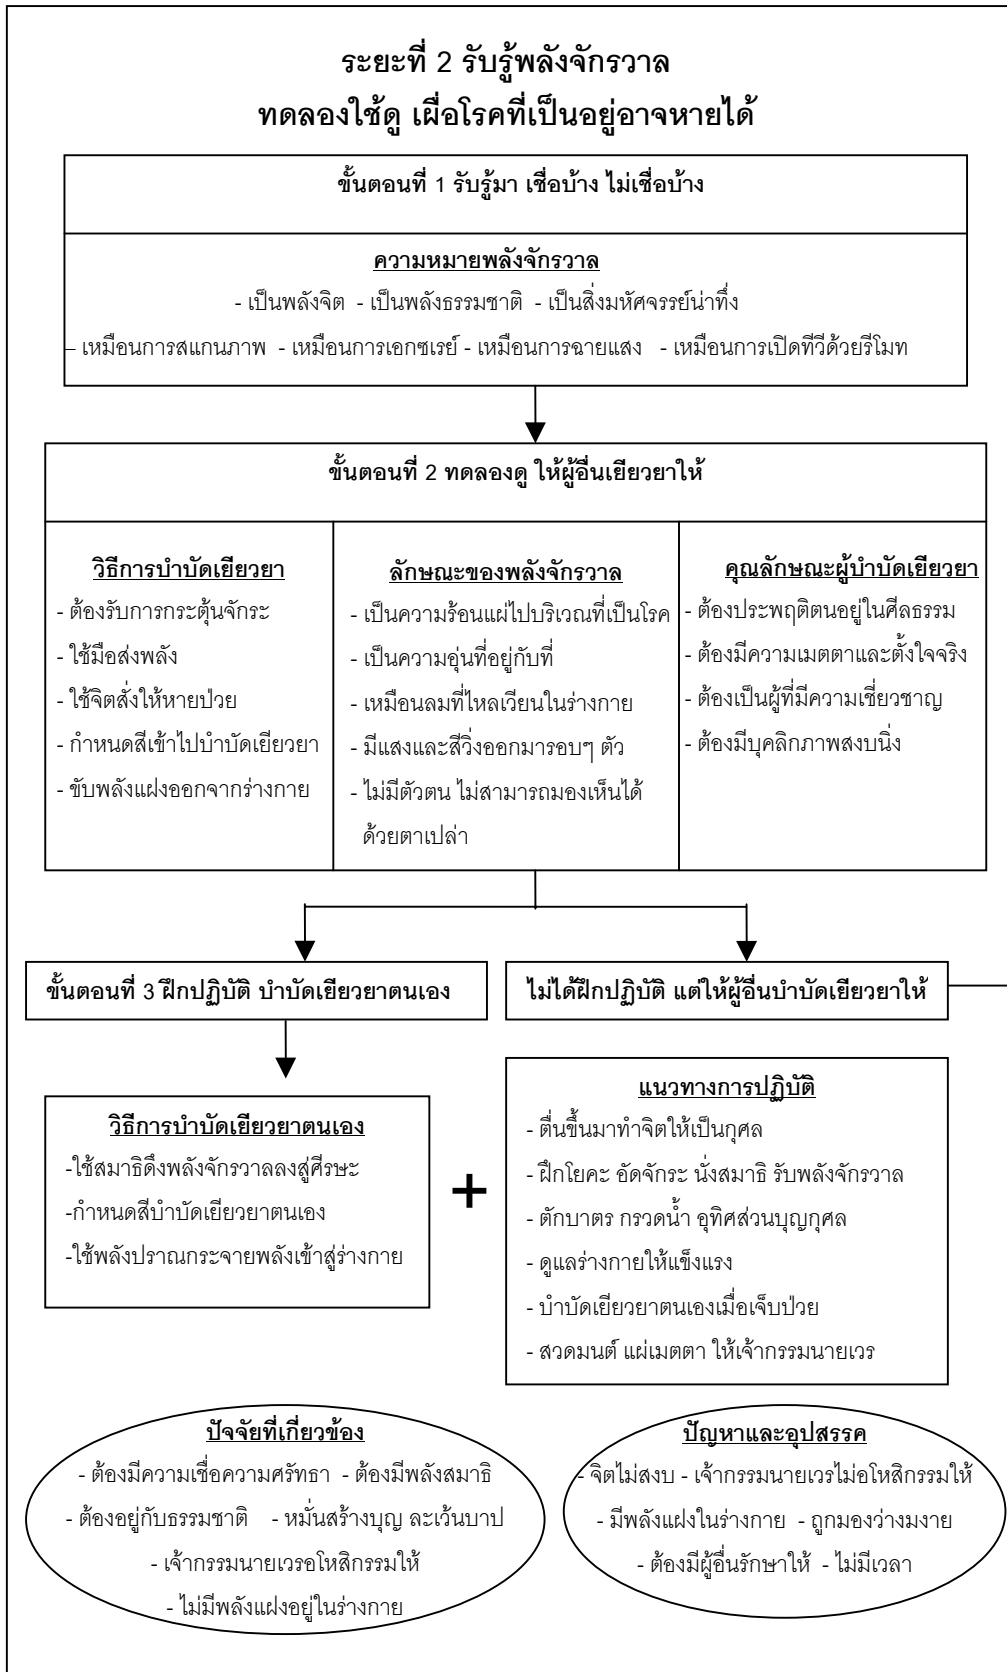 ระยะที่ 2 รับรู้พลังจักรวาล
ทดลองใช้ดู เผื่อโรคที่เป็นอยู่อาจหายได้
ขั้นตอนที่ 1 รับรู้มา เชื่อบ้าง ไม่เชื่อบ้าง
ความหมายพลังจักรวาล
- เป็นพลังจิต - เป็นพลังธรรมชาติ - เป็นสิ่งมหัศจรรย์น่าทึ่ง
– เหมือนการสแกนภาพ - เหมือนการเอกซเรย์ - เหมือนการฉายแสง - เหมือนการเปิดทีวีด้วยรีโมท
ขั้นตอนที่ 2 ทดลองดู ให้ผู้อื่นเยียวยาให้
วิธีการบำบัดเยียวยา
- ต้องรับการกระตุ้นจักระ
- ใช้มือส่งพลัง
- ใช้จิตสั่งให้หายป่วย
- กำหนดสีเข้าไปบำบัดเยียวยา
- ขับพลังแฝงออกจากร่างกาย
ลักษณะของพลังจักรวาล
- เป็นความร้อนแผ่ไปบริเวณที่เป็นโรค
- เป็นความอุ่นที่อยู่กับที่
- เหมือนลมที่ไหลเวียนในร่างกาย
- มีแสงและสีวิ่งออกมารอบๆ ตัว
- ไม่มีตัวตน ไม่สามารถมองเห็นได้
ด้วยตาเปล่า
คุณลักษณะผู้บำบัดเยียวยา
- ต้องประพฤติตนอยู่ในศีลธรรม
- ต้องมีความเมตตาและตั้งใจจริง
- ต้องเป็นผู้ที่มีความเชี่ยวชาญ
- ต้องมีบุคลิกภาพสงบนิ่ง
ขั้นตอนที่ 3 ฝึกปฏิบัติ บำบัดเยียวยาตนเอง
ไม่ได้ฝึกปฏิบัติ แต่ให้ผู้อื่นบำบัดเยียวยาให้
วิธีการบำบัดเยียวยาตนเอง
-ใช้สมาธิดึงพลังจักรวาลลงสู่ศีรษะ
-กำหนดสีบำบัดเยียวยาตนเอง
-ใช้พลังปราณกระจายพลังเข้าสู่ร่างกาย
+
แนวทางการปฏิบัติ
- ตื่นขึ้นมาทำจิตให้เป็นกุศล
- ฝึกโยคะ อัดจักระ นั่งสมาธิ รับพลังจักรวาล
- ตักบาตร กรวดน้ำ อุทิศส่วนบุญกุศล
- ดูแลร่างกายให้แข็งแรง
- บำบัดเยียวยาตนเองเมื่อเจ็บป่วย
- สวดมนต์ แผ่เมตตา ให้เจ้ากรรมนายเวร
ปัจจัยที่เกี่ยวข้อง
- ต้องมีความเชื่อความศรัทธา - ต้องมีพลังสมาธิ
- ต้องอยู่กับธรรมชาติ - หมั่นสร้างบุญ ละเว้นบาป
- เจ้ากรรมนายเวรอโหสิกรรมให้
- ไม่มีพลังแฝงอยู่ในร่างกาย
ปัญหาและอุปสรรค
- จิตไม่สงบ - เจ้ากรรมนายเวรไม่อโหสิกรรมให้
- มีพลังแฝงในร่างกาย - ถูกมองว่างมงาย
- ต้องมีผู้อื่นรักษาให้ - ไม่มีเวลา